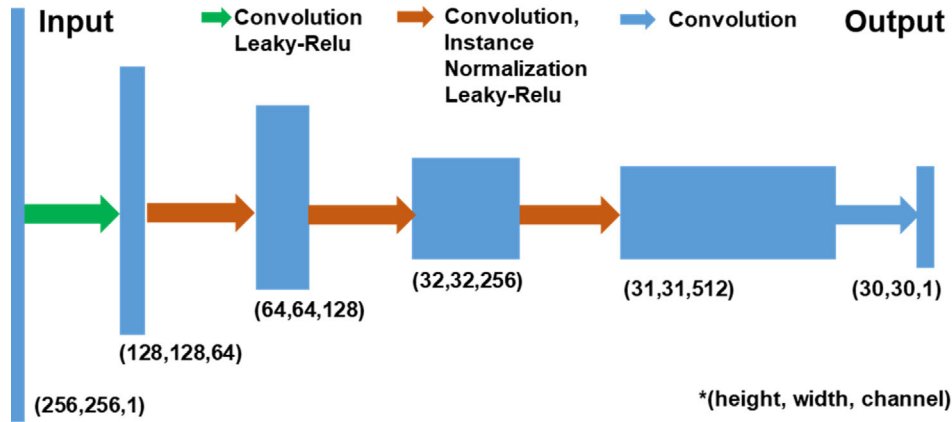 Input
Convolution
Leaky-Relu
Convolution,
Instance
Normalization
Leaky-Relu
Convolution
Output
(256,256,1)
(128,128,64)
(64,64,128)
(32,32,256)
(31,31,512)
(30,30,1)
*(height, width, channel)